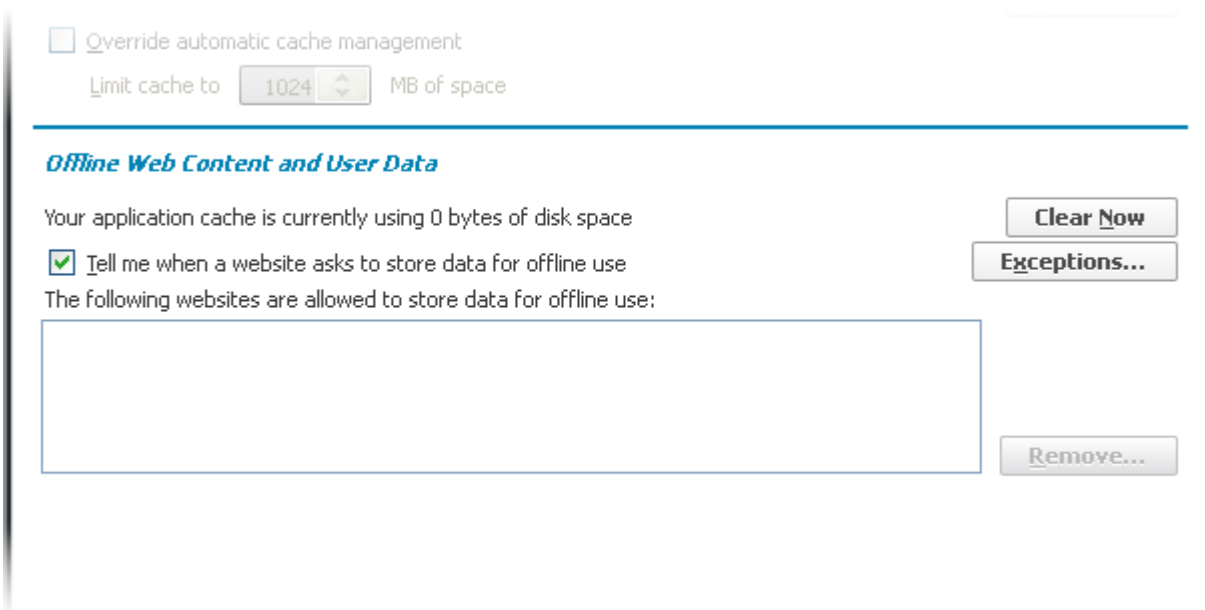 Override automatic cache management
Limit cache to 1024 MB of space
Offline Web Content and User Data
Your application cache is currently using 0 bytes of disk space Clear Now
Tell me when a website asks to store data for offline use Exceptions...
The following websites are allowed to store data for offline use:
Remove...